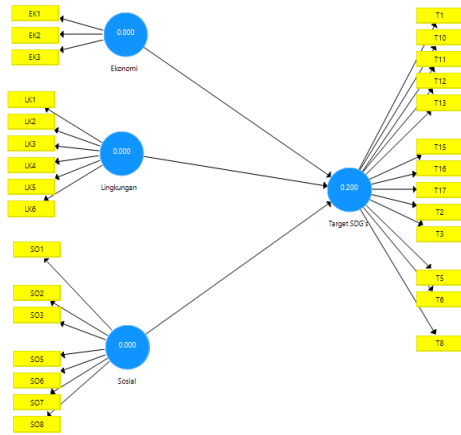 EK1
EK2
EK3
0.000
Ekonomi
LK1
LK2
LK3
LK4
LK5
LK6
0.000
Lingkungan
SO1
SO2
SO3
SO5
SO6
SO7
SO8
0.000
Sosial
0.200
Target SDG's
T1
T10
T11
T12
T13
T15
T16
T17
T2
T3
T5
T6
T8